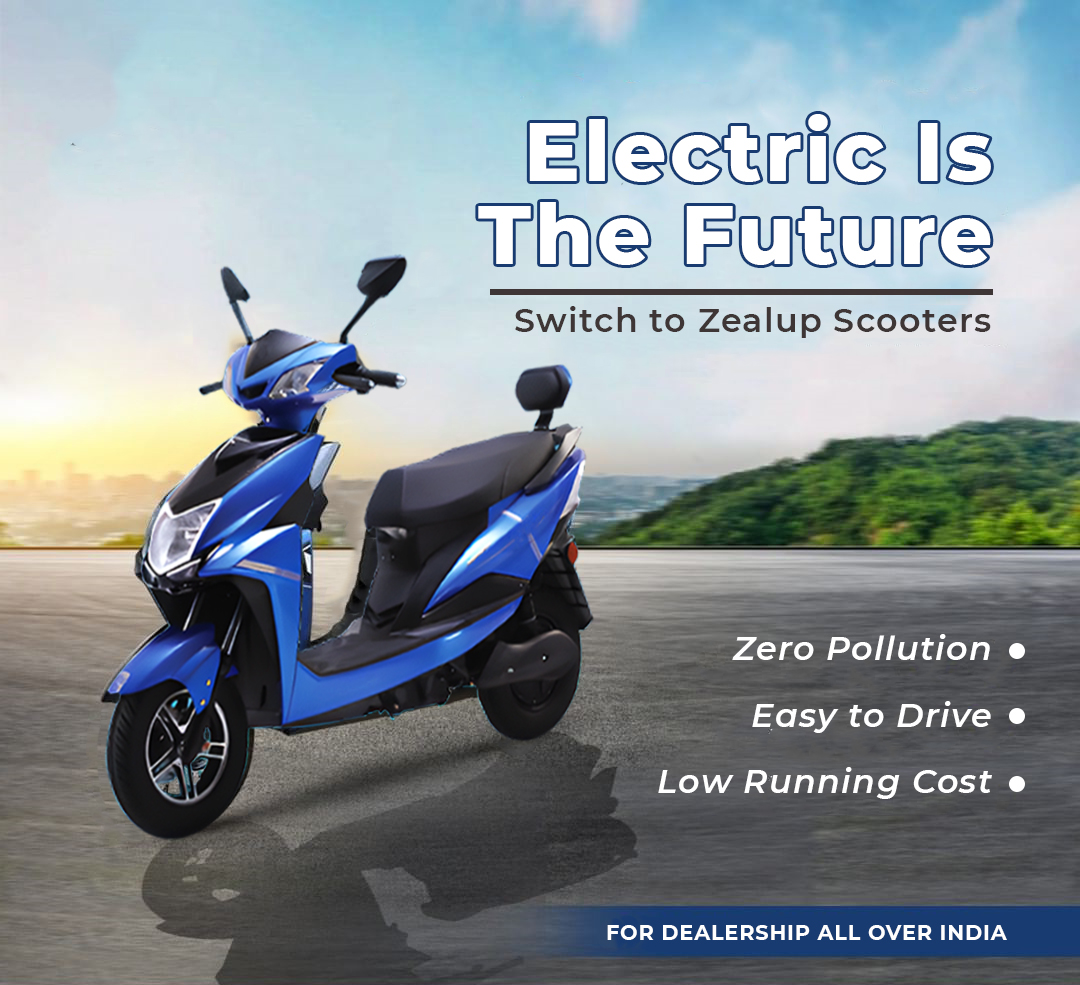 Electric Is
The Future
Switch to Zealup Scooters
Zero Pollution
Easy to Drive
Low Running Cost
FOR DEALERSHIP ALL OVER INDIA